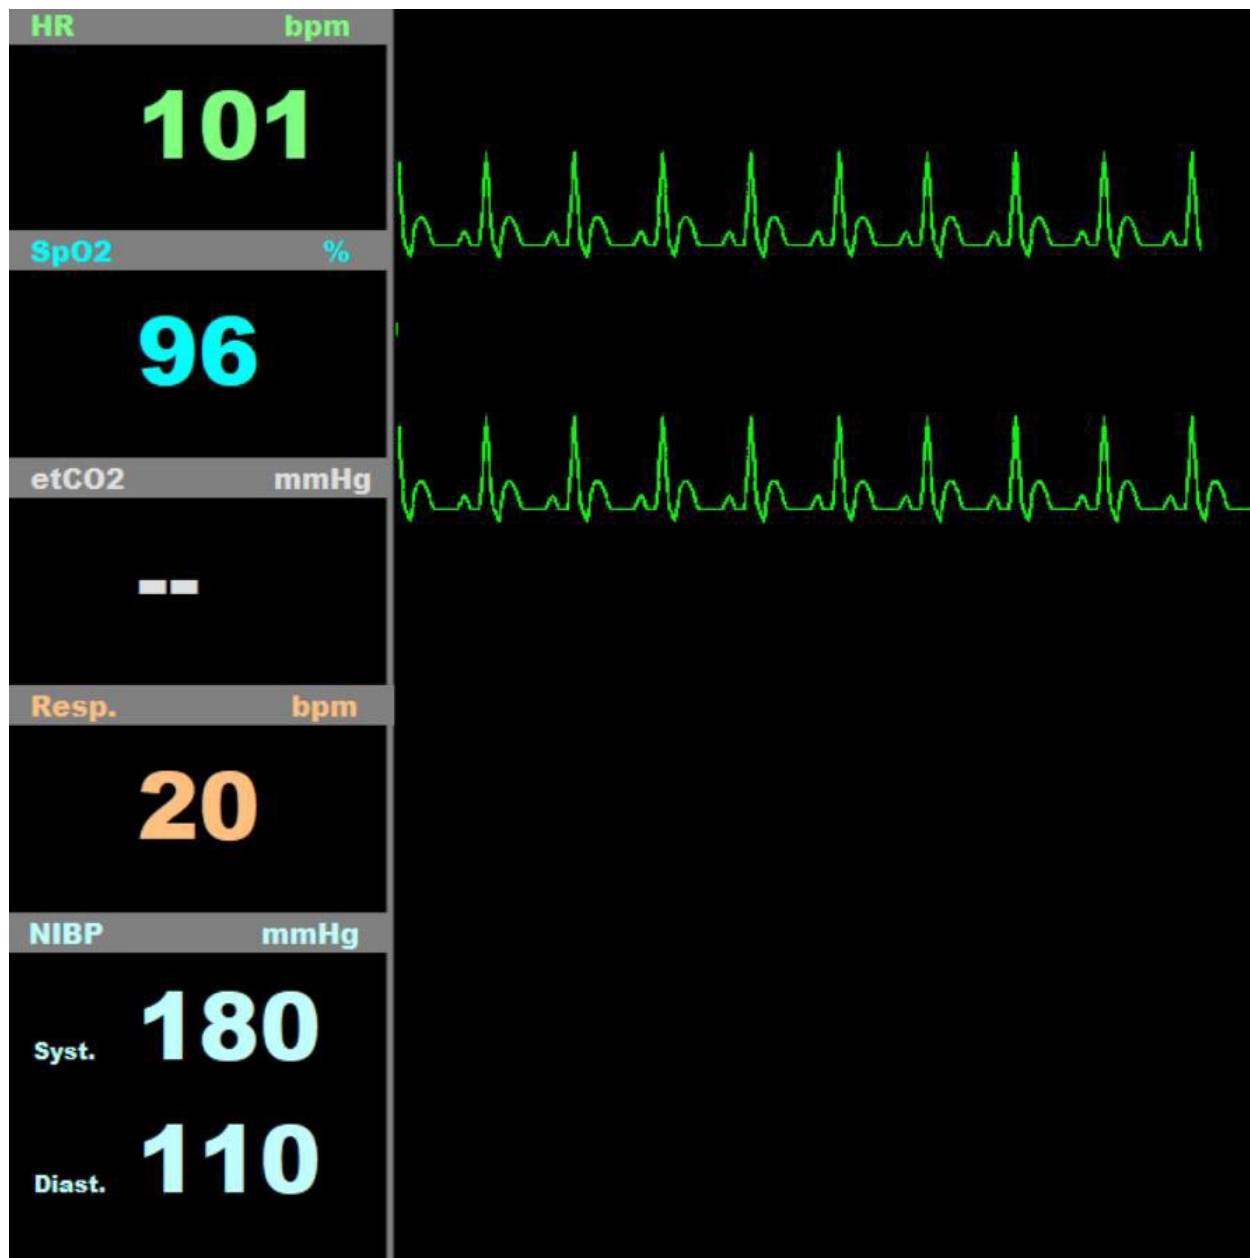 HR bpm
101
SpO2 %
96
etCO2 mmHg
--
Resp. bpm
20
NIBP mmHg
Syst. 180
Diast. 110